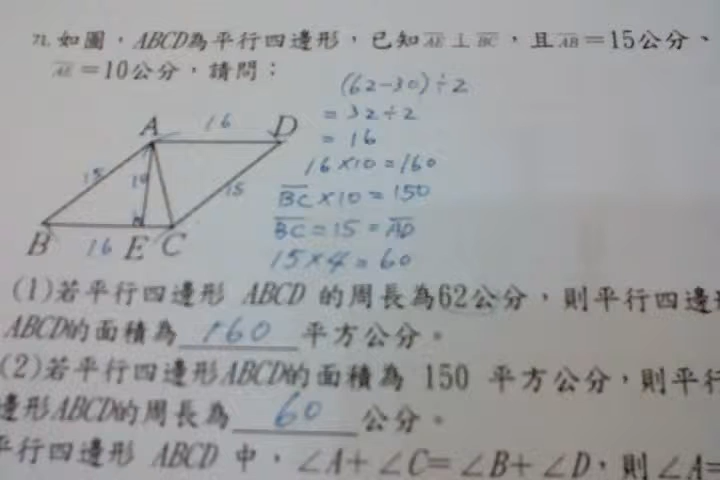 71. 如圖，ABCD為平行四邊形，已知AE⊥BC，且AB=15公分、
AE=10公分，請問：
(62-30)÷2
=32÷2
=16
16×10=160
BC×10=150
BC=15=AD
15×4=60
A 16 D
15 10 15
B 16 E C
(1)若平行四邊形 ABCD 的周長為62公分，則平行四邊
ABCD的面積為 160 平方公分。
(2)若平行四邊形ABCD的面積為 150 平方公分，則平行
邊形ABCD的周長為 60 公分。
平行四邊形 ABCD 中，∠A+∠C=∠B+∠D，則∠A=